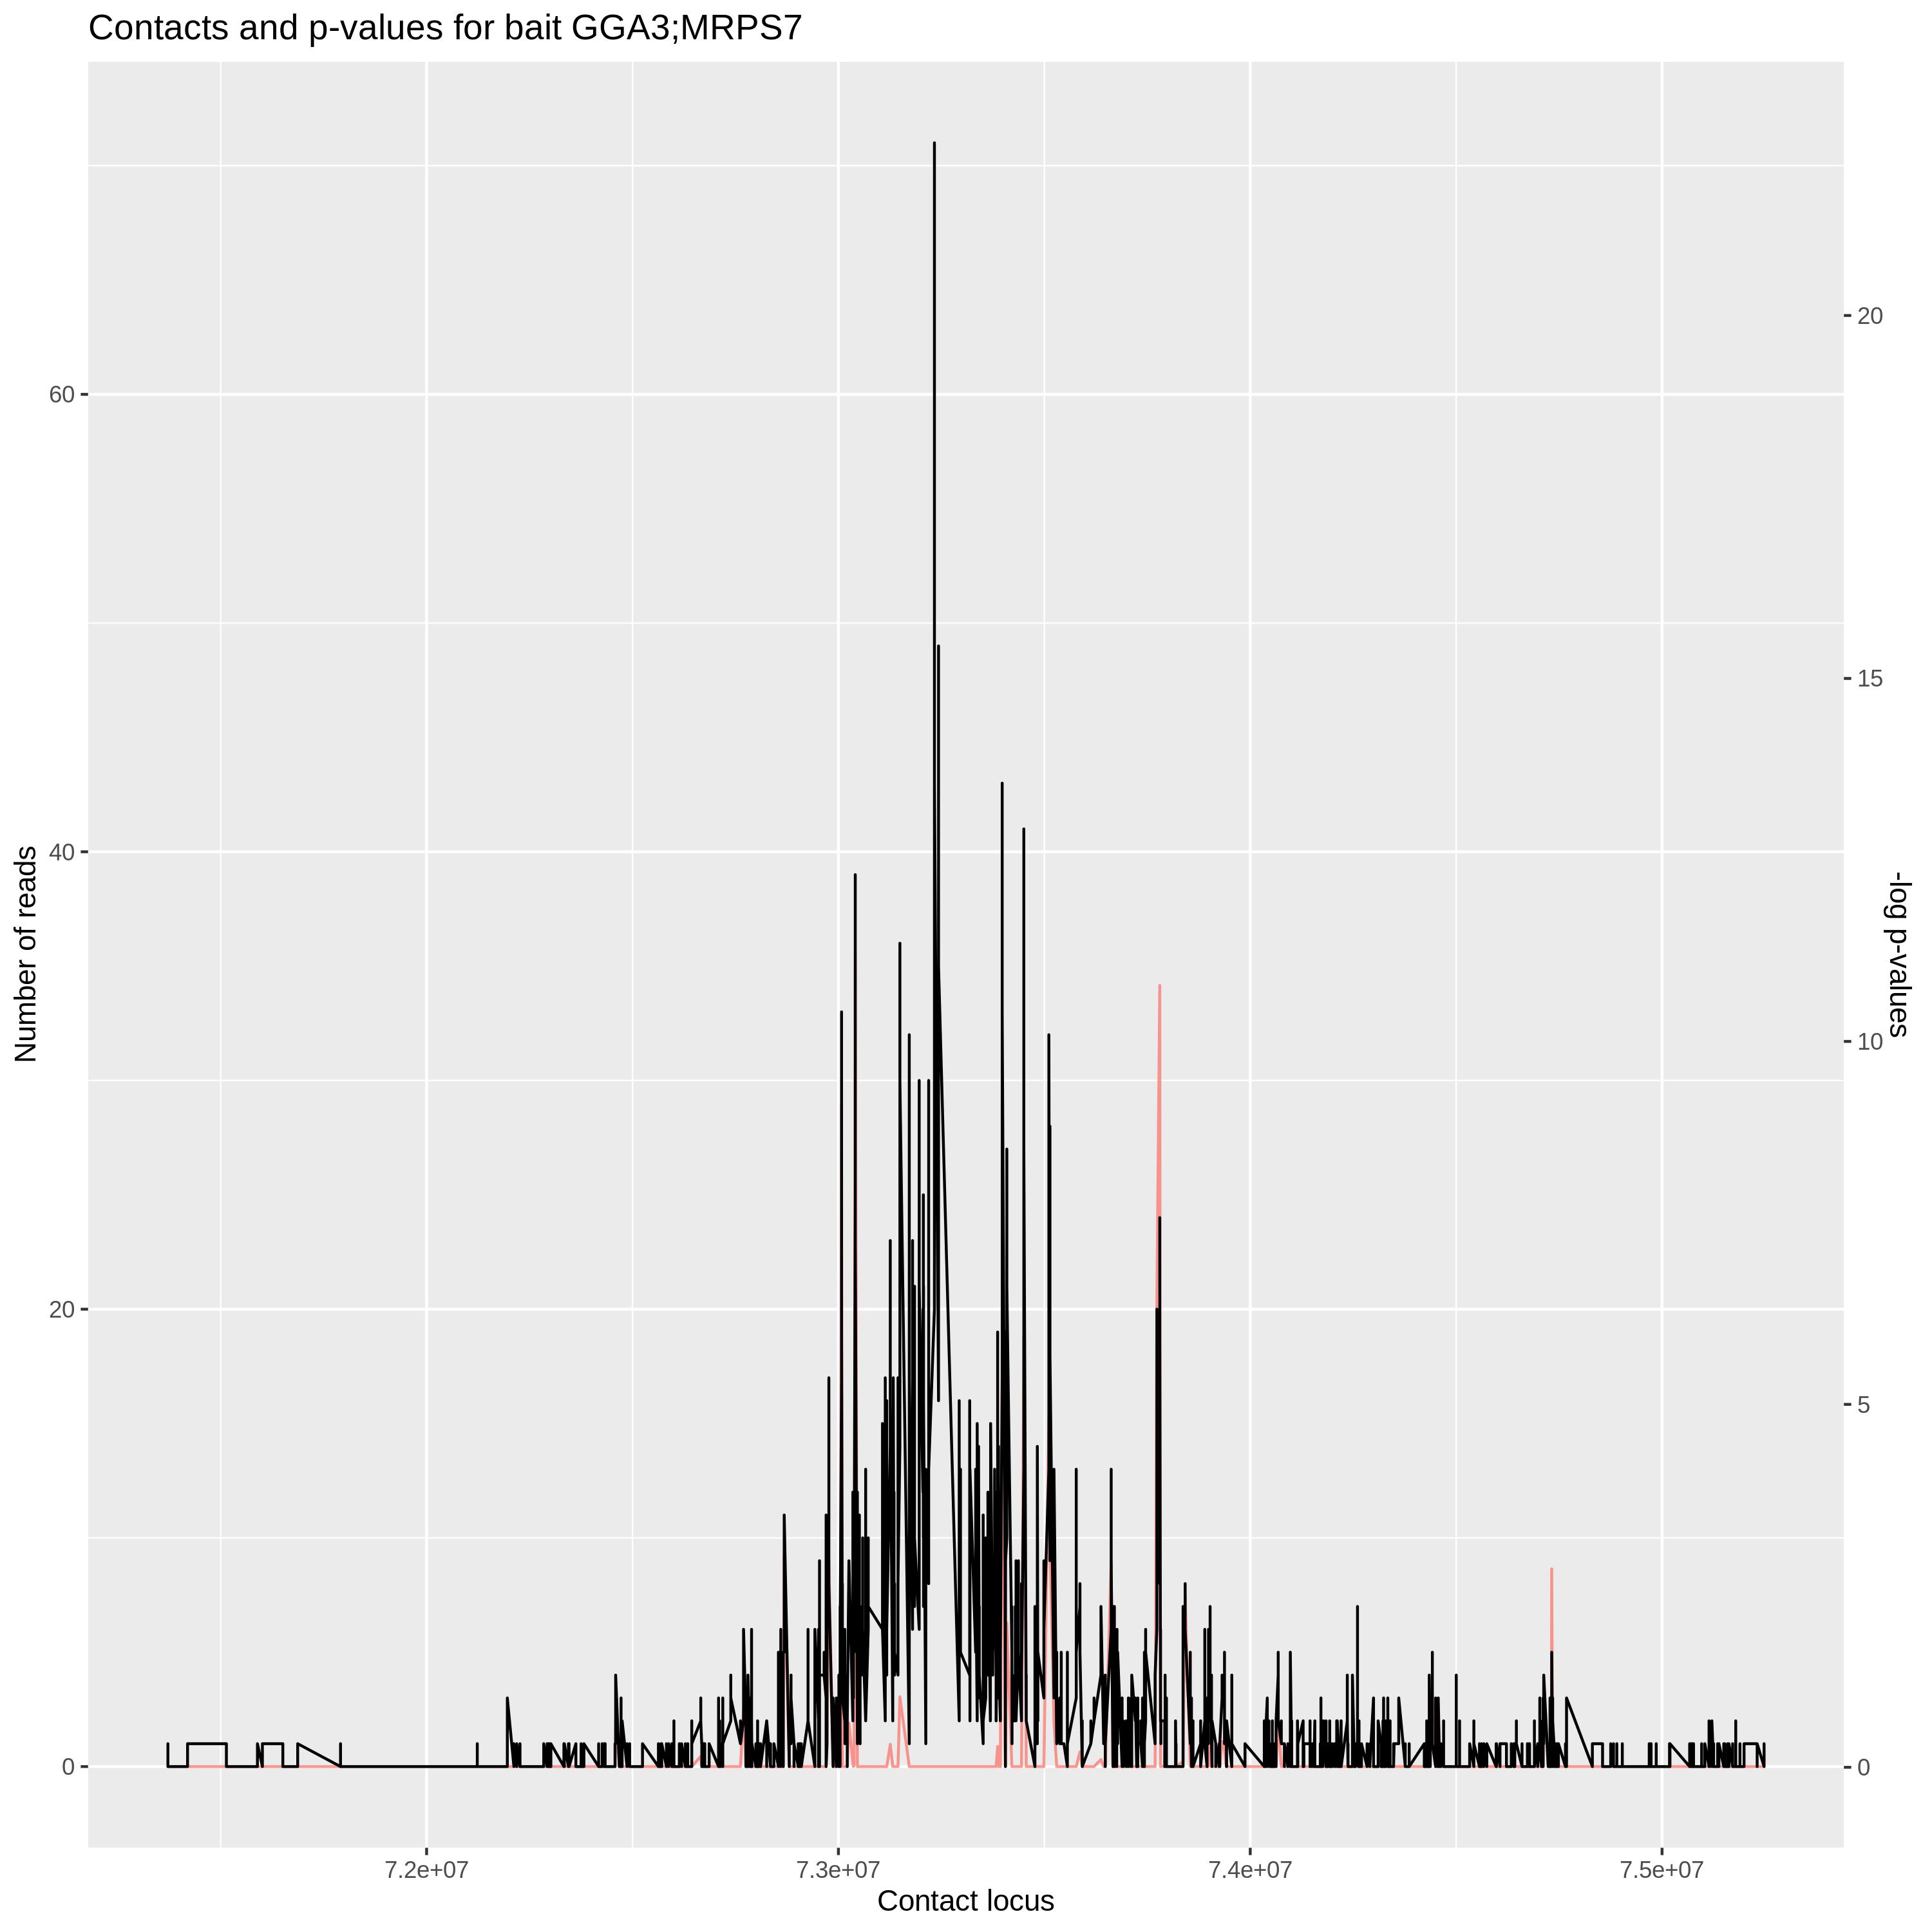 Contacts and p-values for bait GGA3;MRPS7
60
40
20
0
Number of reads
20
15
10
5
0
-log p-values
7.2e+07
7.3e+07
7.4e+07
7.5e+07
Contact locus